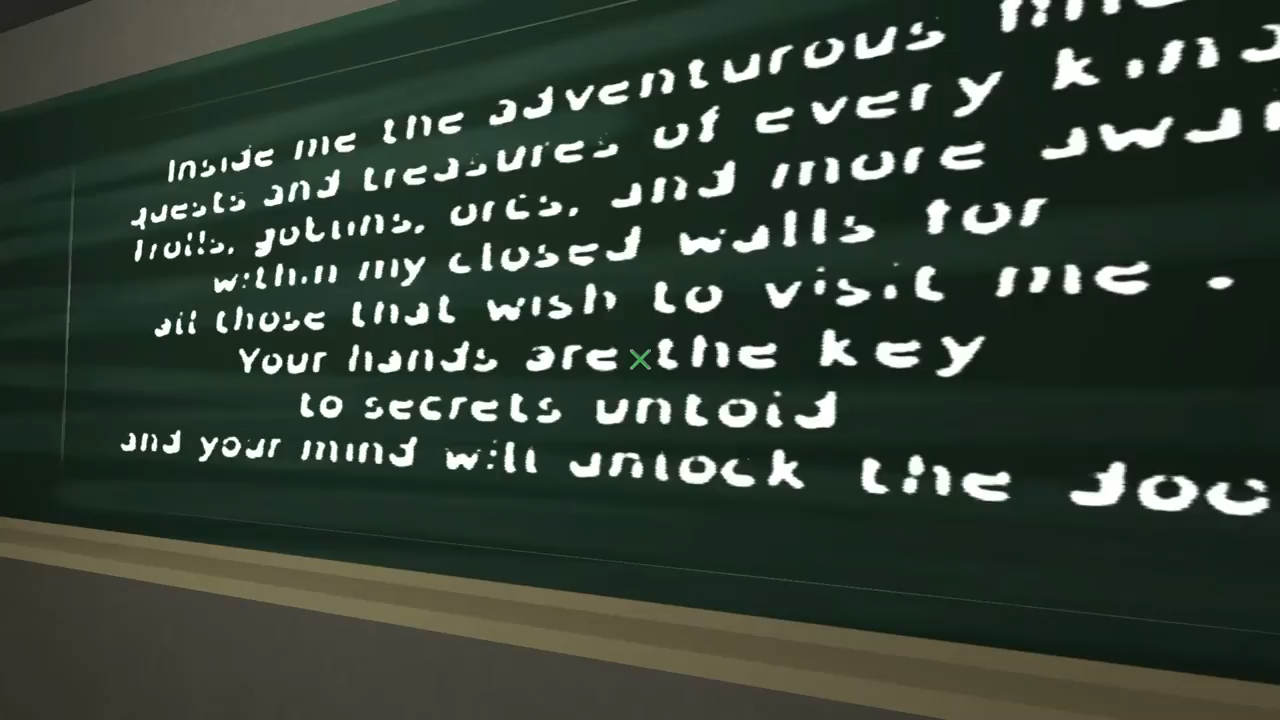 Inside me the adventurous
quests and treasures of every kind
Trolls, goblins, orcs, and more
within my closed walls for
all those that wish to visit me .
Your hands are the key
to secrets untold
and your mind will unlock the